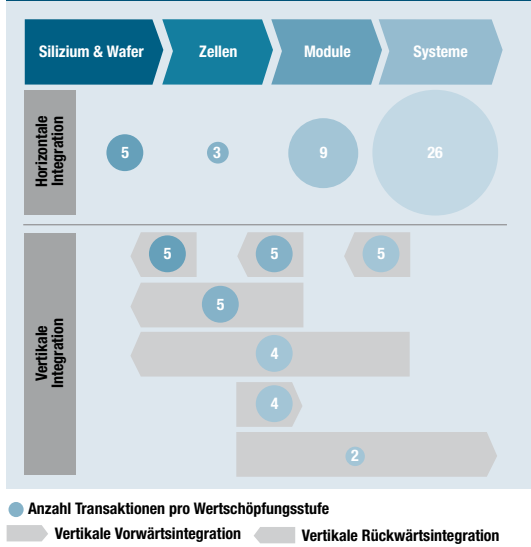 Silizium & Wafer
Zellen
Module
Systeme
Horizontale
Integration
5
3
9
26
Vertikale
Integration
5
5
5
5
4
4
2
Anzahl Transaktionen pro Wertschöpfungsstufe
Vertikale Vorwärtsintegration
Vertikale Rückwärtsintegration